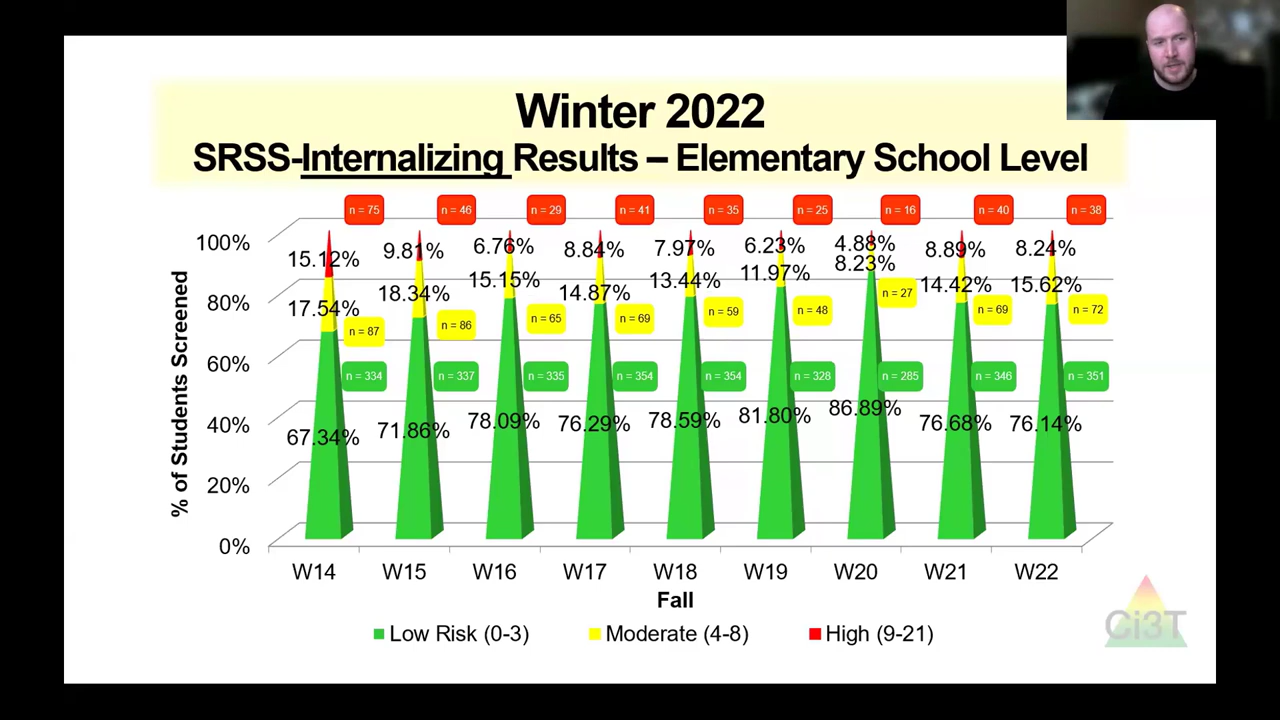 Winter 2022
SRSS-Internalizing Results – Elementary School Level
n = 75 n = 46 n = 29 n = 41 n = 35 n = 25 n = 16 n = 40 n = 38
100%
80%
60%
40%
20%
0%
% of Students Screened
15.12% 9.81% 6.76% 8.84% 7.97% 6.23% 4.88% 8.89% 8.24%
17.54% 18.34% 15.15% 14.87% 13.44% 11.97% 8.23% 14.42% 15.62%
n = 87 n = 86 n = 65 n = 69 n = 59 n = 48 n = 27 n = 69 n = 72
n = 334 n = 337 n = 335 n = 354 n = 354 n = 328 n = 285 n = 346 n = 351
67.34% 71.86% 78.09% 76.29% 78.59% 81.80% 86.89% 76.68% 76.14%
W14 W15 W16 W17 W18 W19 W20 W21 W22
Fall
Low Risk (0-3) Moderate (4-8) High (9-21)
Ci3T